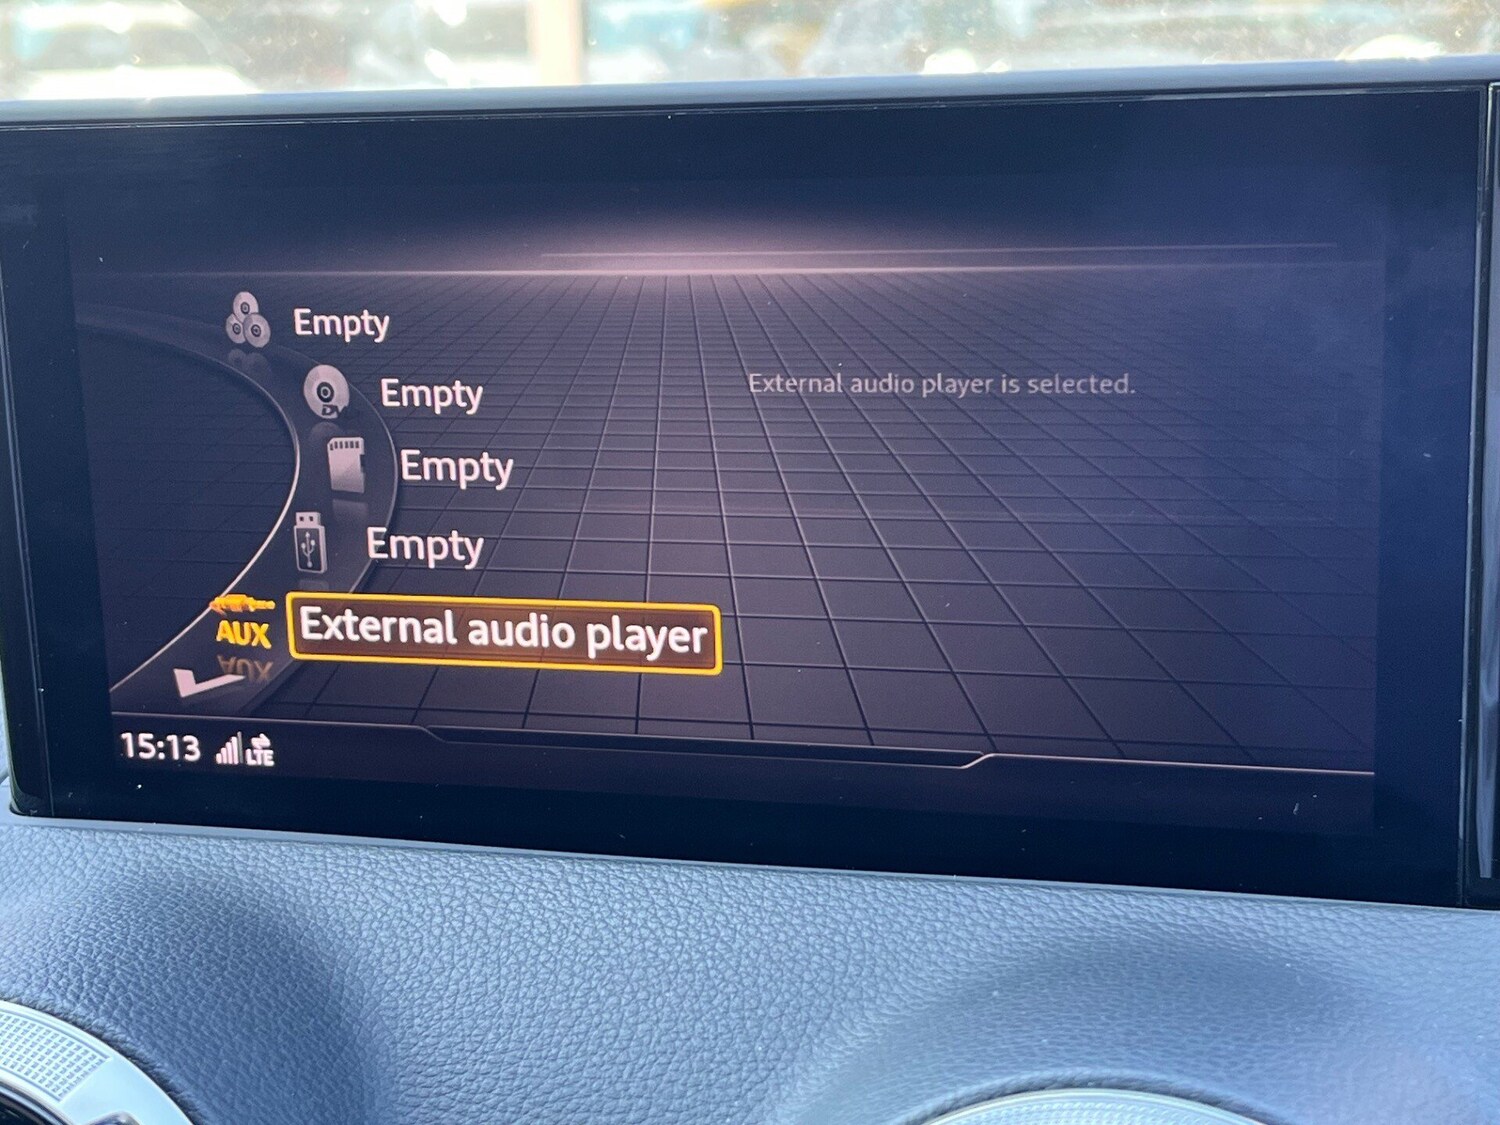 Empty
Empty
External audio player is selected.
Empty
Empty
AUX
External audio player
15:13 LTE